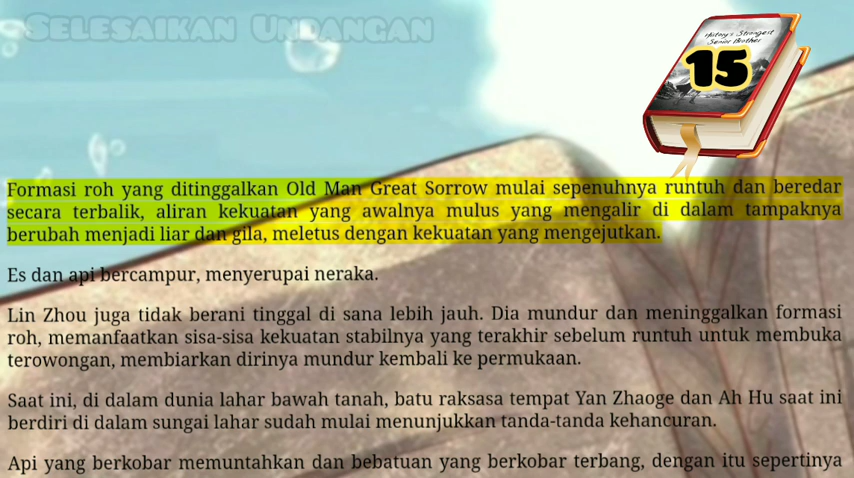 Selesaikan Undangan
History's Strongest
Senior Brother
15
Formasi roh yang ditinggalkan Old Man Great Sorrow mulai sepenuhnya runtuh dan beredar
secara terbalik, aliran kekuatan yang awalnya mulus yang mengalir di dalam tampaknya
berubah menjadi liar dan gila, meletus dengan kekuatan yang mengejutkan.
Es dan api bercampur, menyerupai neraka.
Lin Zhou juga tidak berani tinggal di sana lebih jauh. Dia mundur dan meninggalkan formasi
roh, memanfaatkan sisa-sisa kekuatan stabilnya yang terakhir sebelum runtuh untuk membuka
terowongan, membiarkan dirinya mundur kembali ke permukaan.
Saat ini, di dalam dunia lahar bawah tanah, batu raksasa tempat Yan Zhaoge dan Ah Hu saat ini
berdiri di dalam sungai lahar sudah mulai menunjukkan tanda-tanda kehancuran.
Api yang berkobar memuntahkan dan bebatuan yang berkobar terbang, dengan itu sepertinya